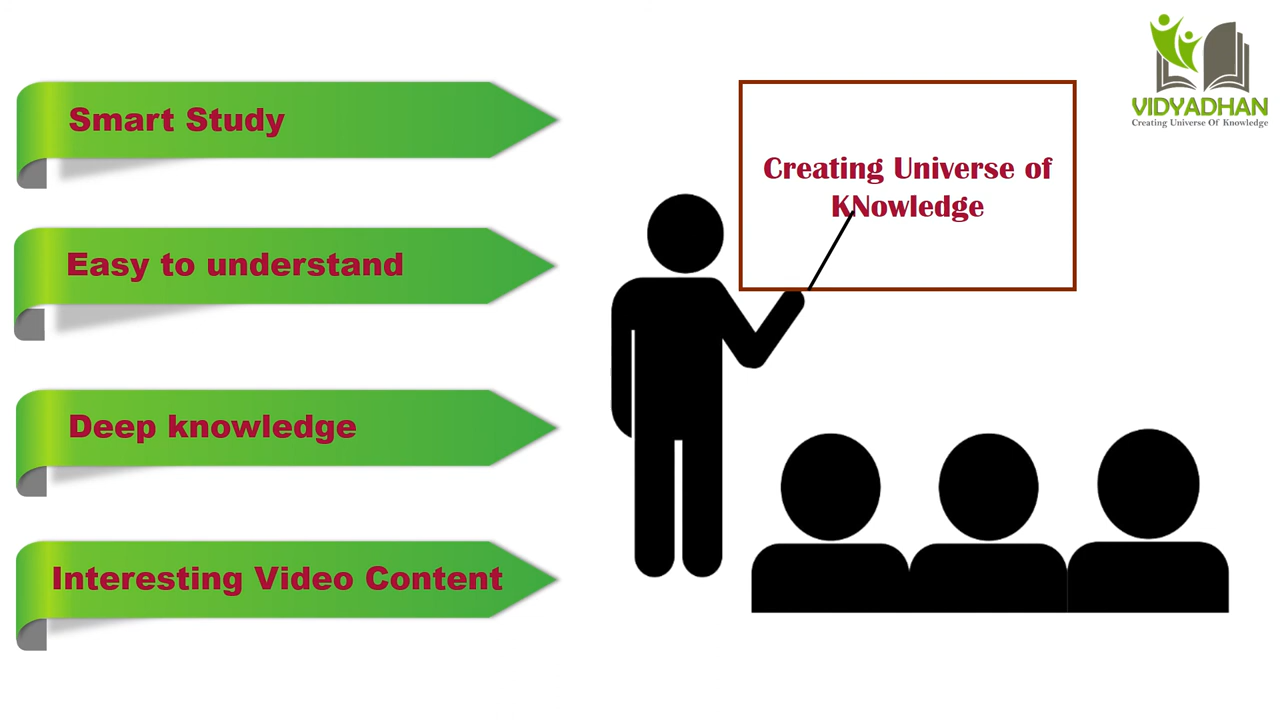 Smart Study
Easy to understand
Deep knowledge
Interesting Video Content
Creating Universe of
KNowledge
VIDYADHAN
Creating Universe Of Knowledge